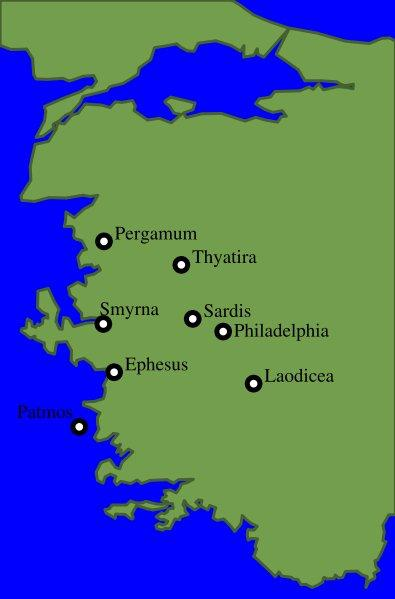 Pergamum
Thyatira
Smyrna
Sardis
Philadelphia
Ephesus
Laodicea
Patmos